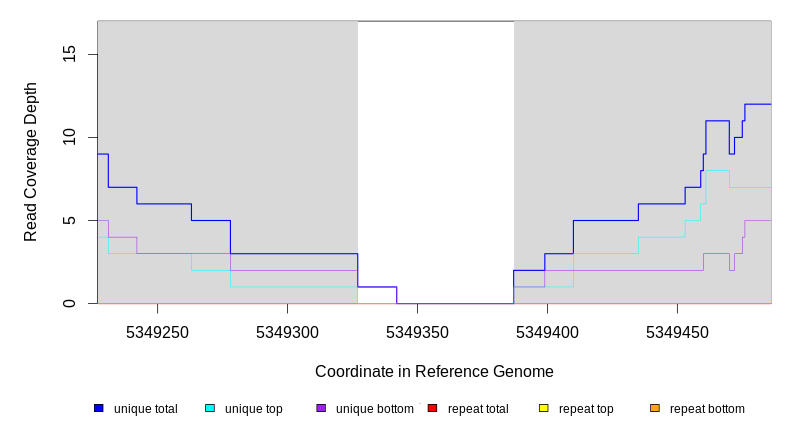 Read Coverage Depth
15
10
5
0
5349250 5349300 5349350 5349400 5349450
Coordinate in Reference Genome
unique total unique top unique bottom repeat total repeat top repeat bottom